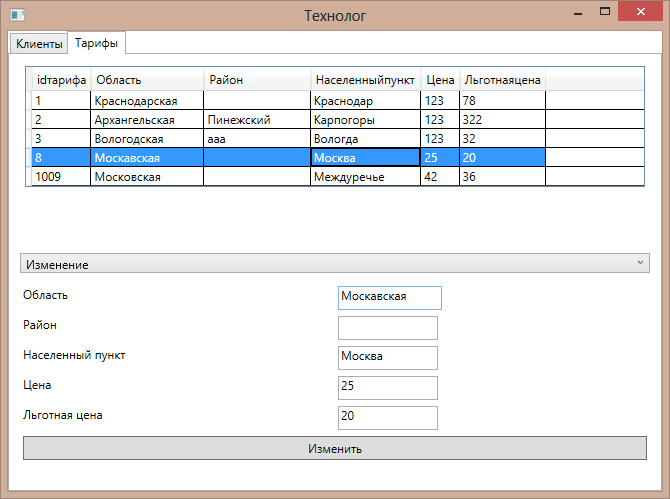 Технолог
Клиенты Тарифы
idтарифа Область Район Населенныйпункт Цена Льготнаяцена
1 Краснодарская Краснодар 123 78
2 Архангельская Пинежский Карпогоры 123 322
3 Вологодская ааа Вологда 123 32
8 Москавская Москва 25 20
1009 Московская Междуречье 42 36
Изменение
Область Москавская
Район
Населенный пункт Москва
Цена 25
Льготная цена 20
Изменить